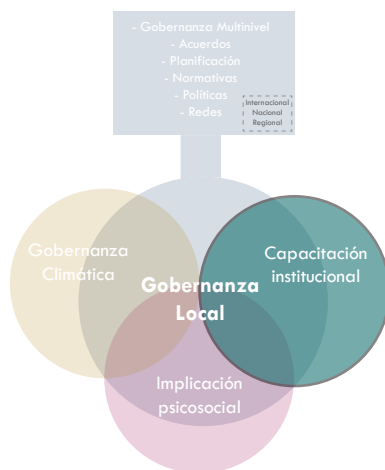 - Gobernanza Multinivel
- Acuerdos
- Planificación
- Normativas
- Políticas
- Redes
Internacional
Nacional
Regional
Gobernanza
Climática
Capacitación
institucional
Gobernanza
Local
Implicación
psicosocial